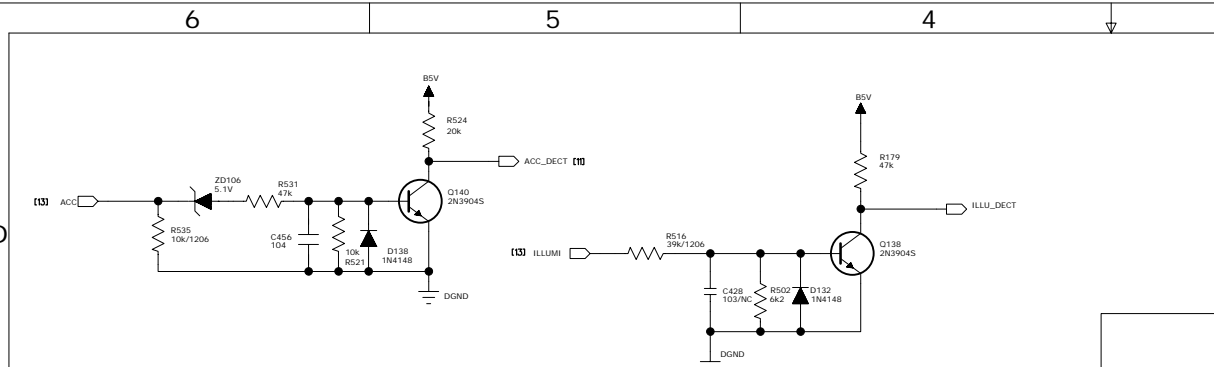 6 5 4
B5V
R524
20k
ACC_DECT [11]
ZD106
5.1V
R531
47k
[13] ACC
Q140
2N3904S
R535
10k/1206
C456
104
10k
R521
D138
1N4148
DGND
B5V
R179
47k
ILLU_DECT
R516
39k/1206
[13] ILLUMI
Q138
2N3904S
C428
103/NC
R502
6k2
D132
1N4148
DGND